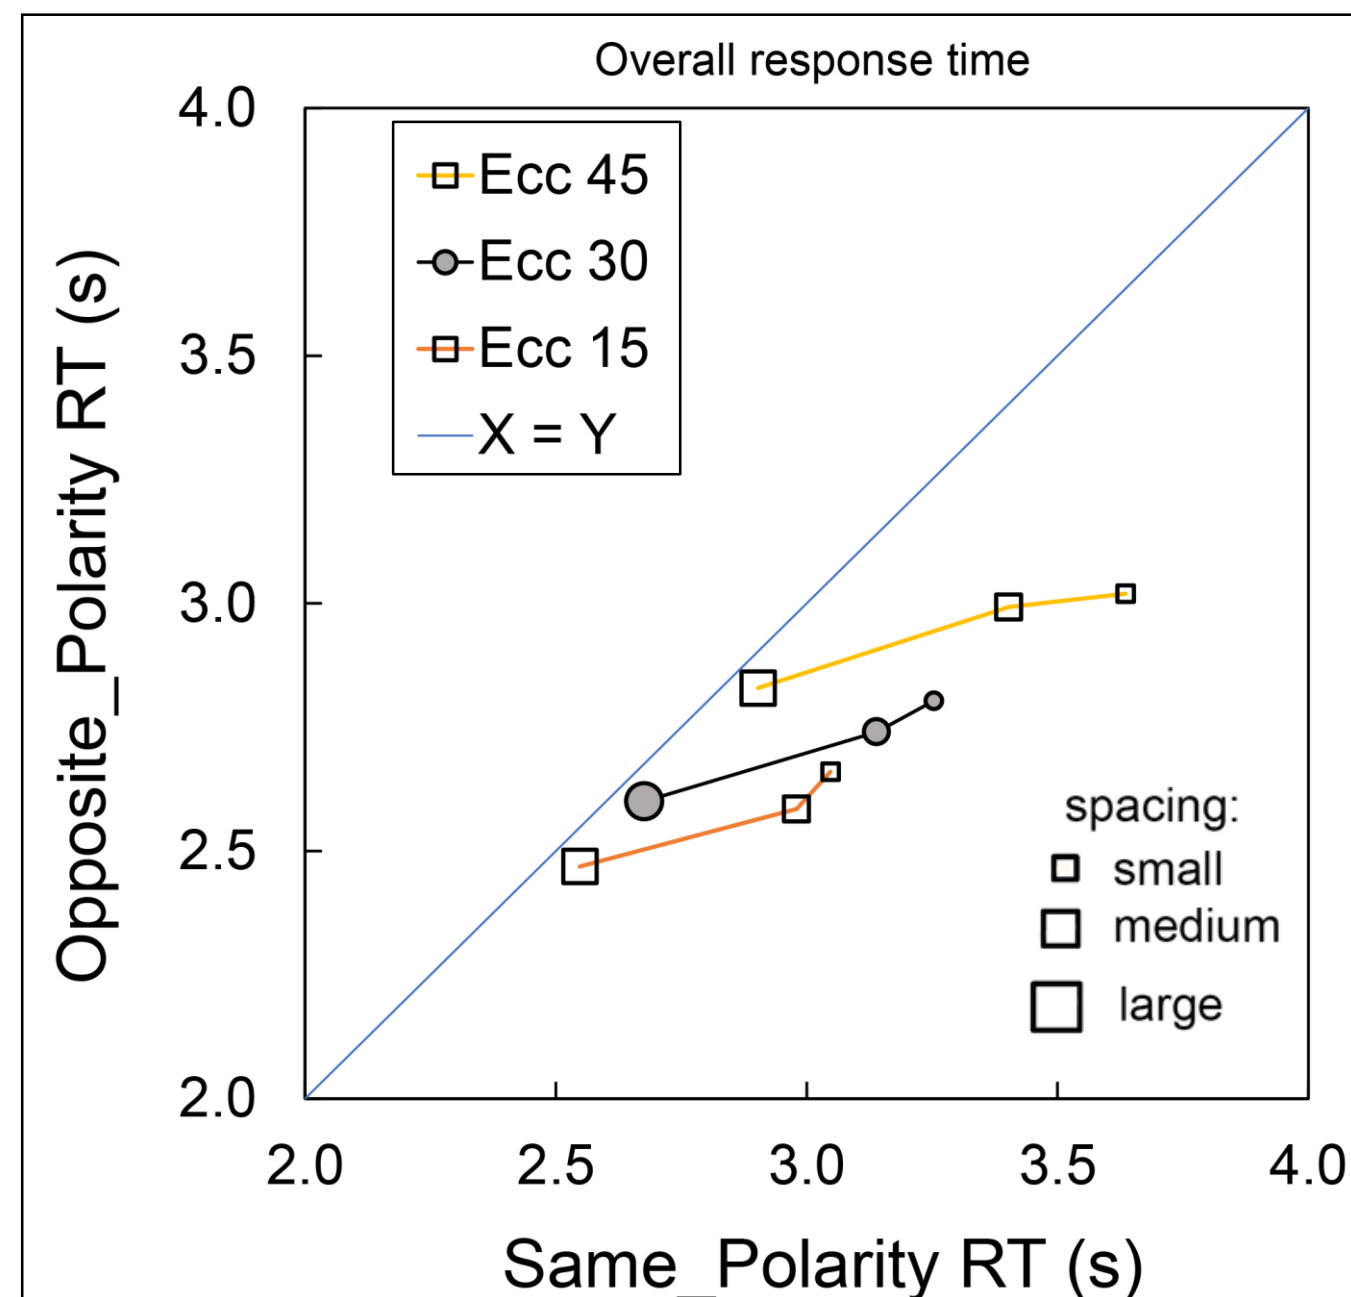 Overall response time
4.0
3.5
3.0
2.5
2.0
Opposite_Polarity RT (s)
Ecc 45
Ecc 30
Ecc 15
X = Y
spacing:
small
medium
large
2.0 2.5 3.0 3.5 4.0
Same_Polarity RT (s)